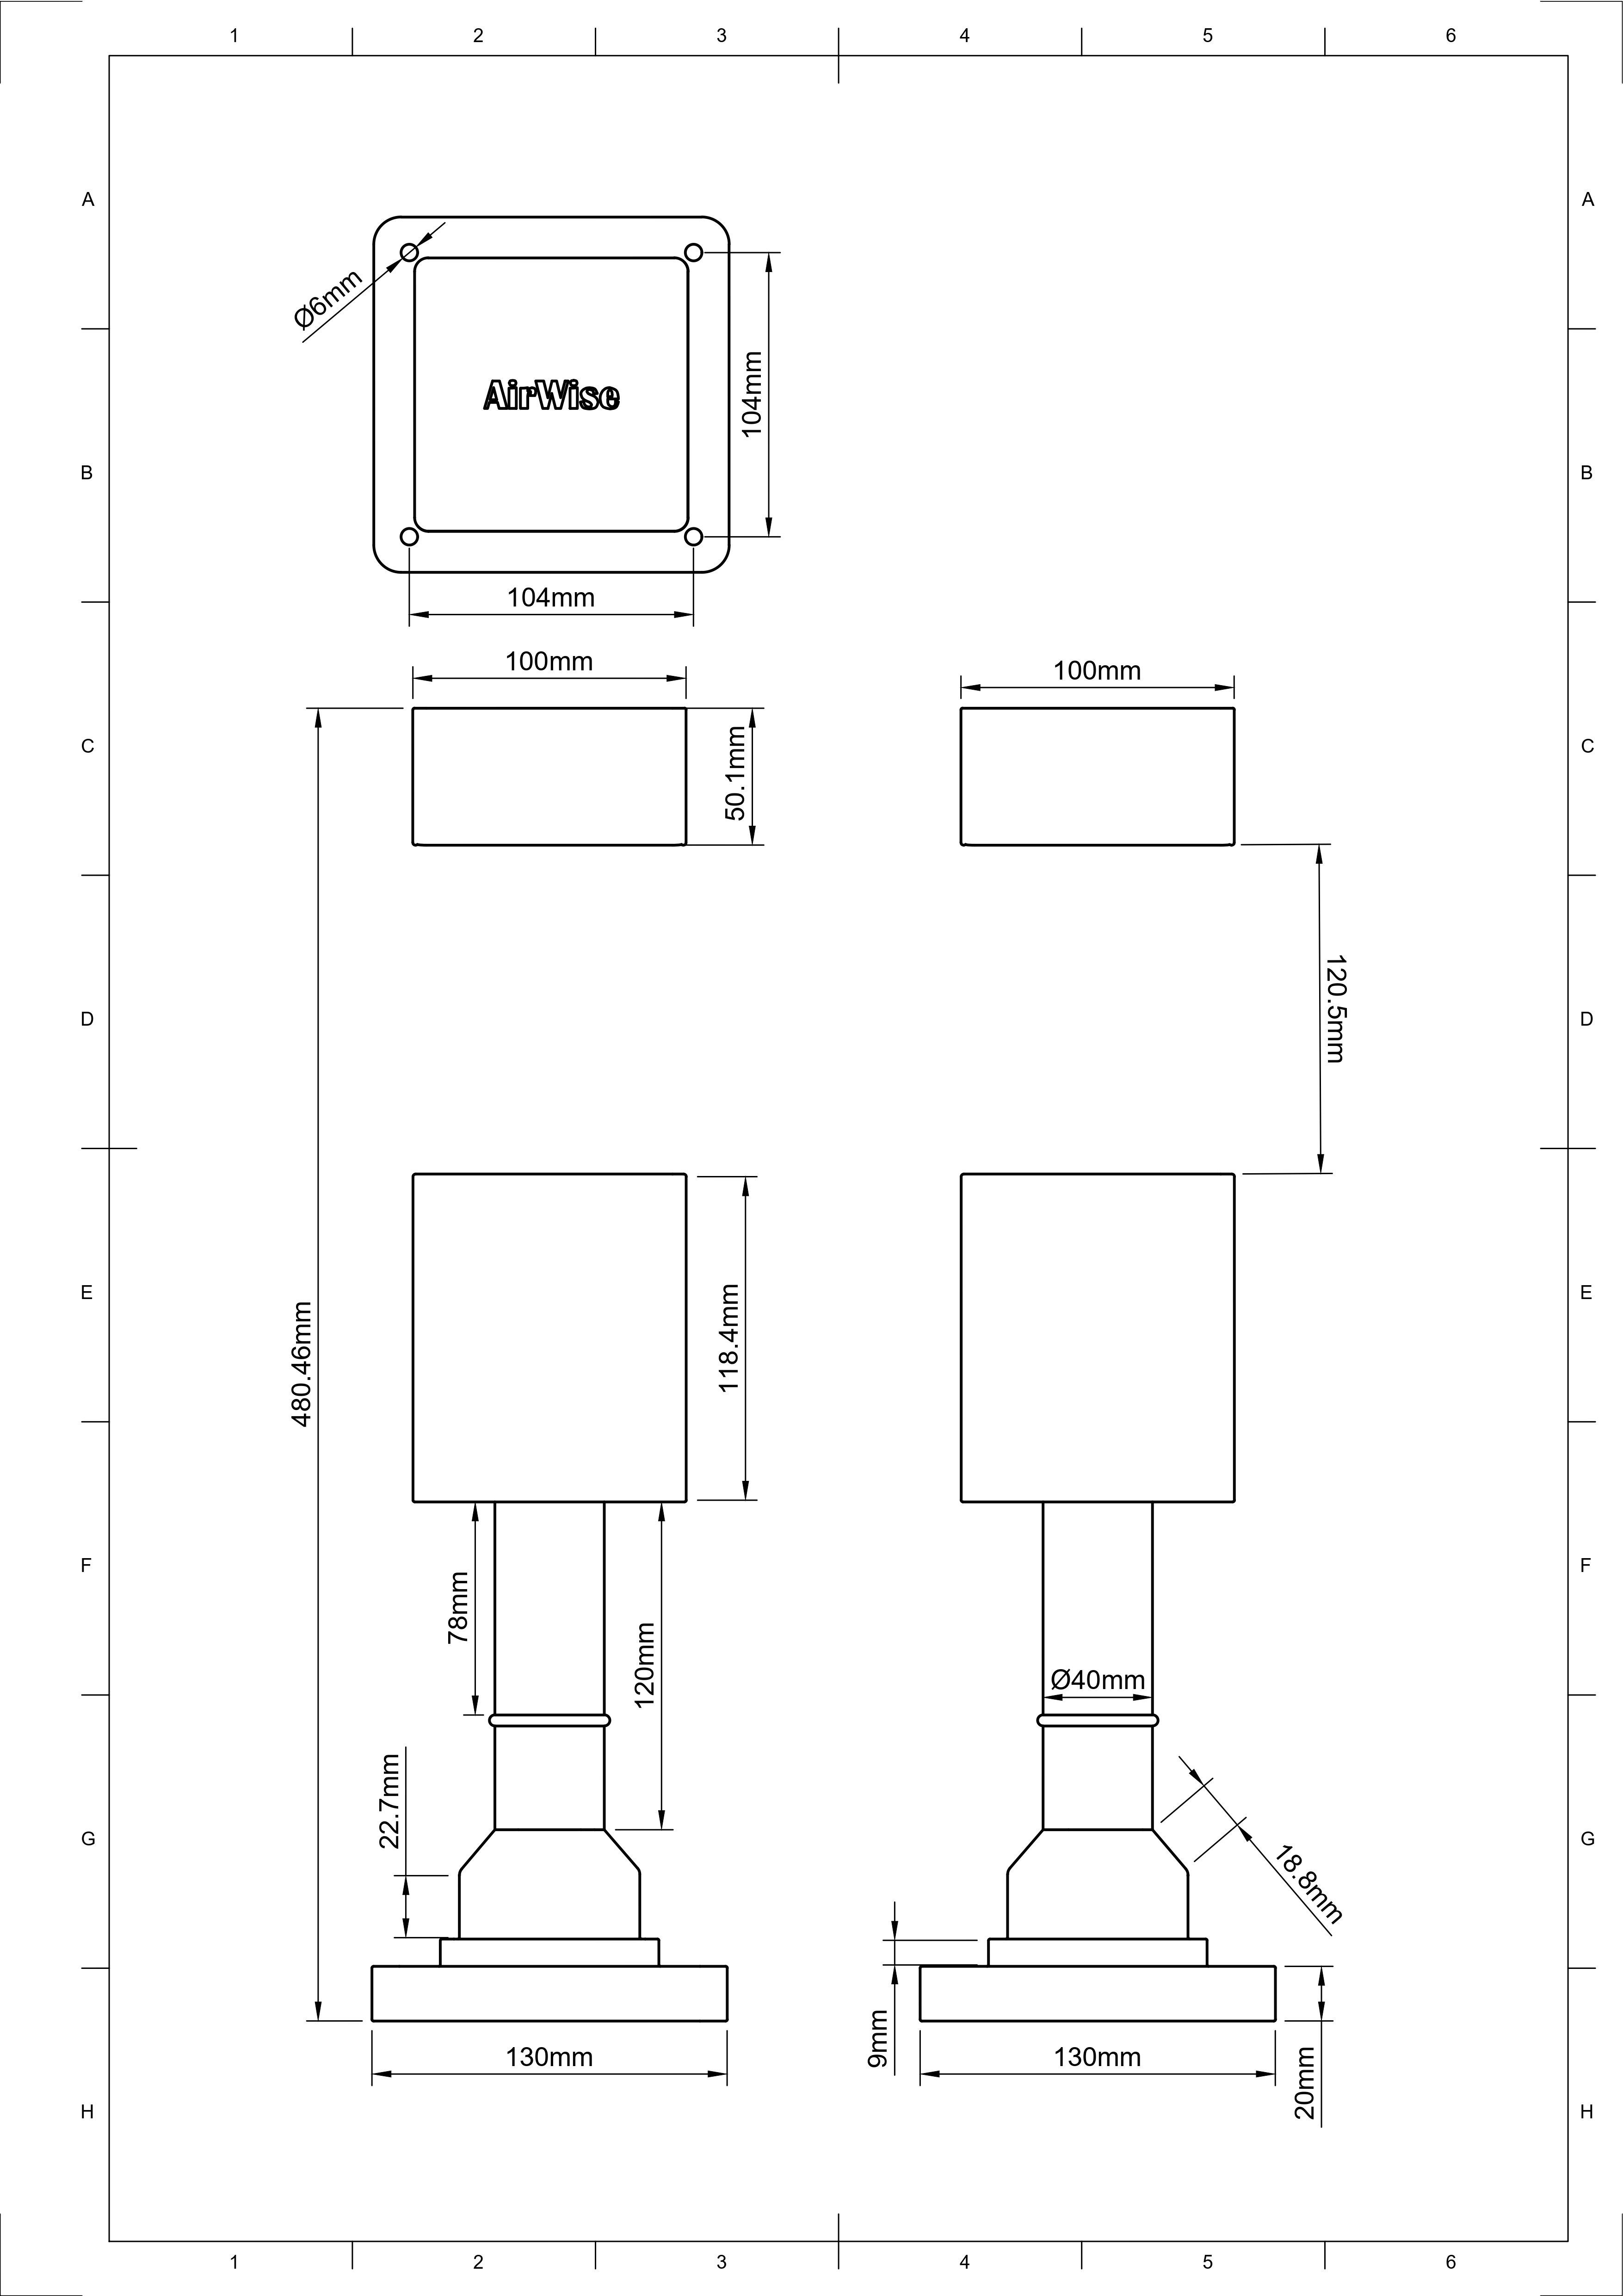 1 2 3 4 5 6
A A
Ø6mm
AirWise
104mm
B B
104mm
100mm
100mm
C C
50.1mm
D D
120.5mm
E E
118.4mm
480.46mm
F F
78mm
120mm
Ø40mm
22.7mm
G G
18.8mm
9mm
130mm
130mm
20mm
H H
1 2 3 4 5 6